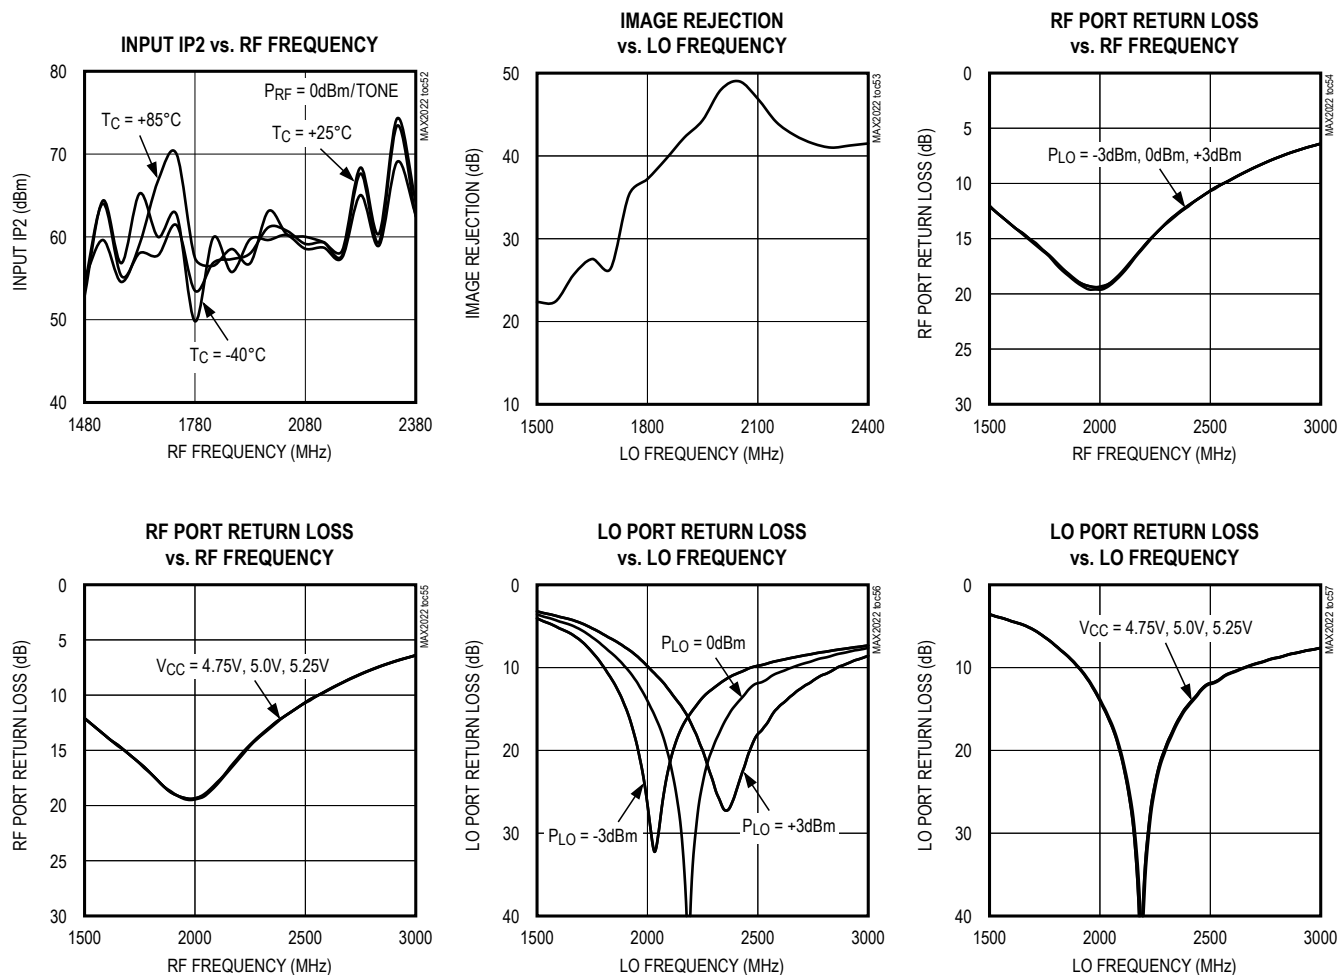 INPUT IP2 vs. RF FREQUENCY
80
70
60
50
40
INPUT IP2 (dBm)
PRF = 0dBm/TONE
TC = +85°C
TC = +25°C
TC = -40°C
1480
1780
2080
2380
RF FREQUENCY (MHz)
MAX2022 toc52
IMAGE REJECTION
vs. LO FREQUENCY
50
40
30
20
10
IMAGE REJECTION (dB)
1500
1800
2100
2400
LO FREQUENCY (MHz)
MAX2022 toc53
RF PORT RETURN LOSS
vs. RF FREQUENCY
0
5
10
15
20
25
30
RF PORT RETURN LOSS (dB)
PLO = -3dBm, 0dBm, +3dBm
1500
2000
2500
3000
RF FREQUENCY (MHz)
MAX2022 toc54
RF PORT RETURN LOSS
vs. RF FREQUENCY
0
5
10
15
20
25
30
RF PORT RETURN LOSS (dB)
VCC = 4.75V, 5.0V, 5.25V
1500
2000
2500
3000
RF FREQUENCY (MHz)
MAX2022 toc55
LO PORT RETURN LOSS
vs. LO FREQUENCY
0
10
20
30
40
LO PORT RETURN LOSS (dB)
PLO = 0dBm
PLO = -3dBm
PLO = +3dBm
1500
2000
2500
3000
LO FREQUENCY (MHz)
MAX2022 toc56
LO PORT RETURN LOSS
vs. LO FREQUENCY
0
10
20
30
40
LO PORT RETURN LOSS (dB)
VCC = 4.75V, 5.0V, 5.25V
1500
2000
2500
3000
LO FREQUENCY (MHz)
MAX2022 toc57